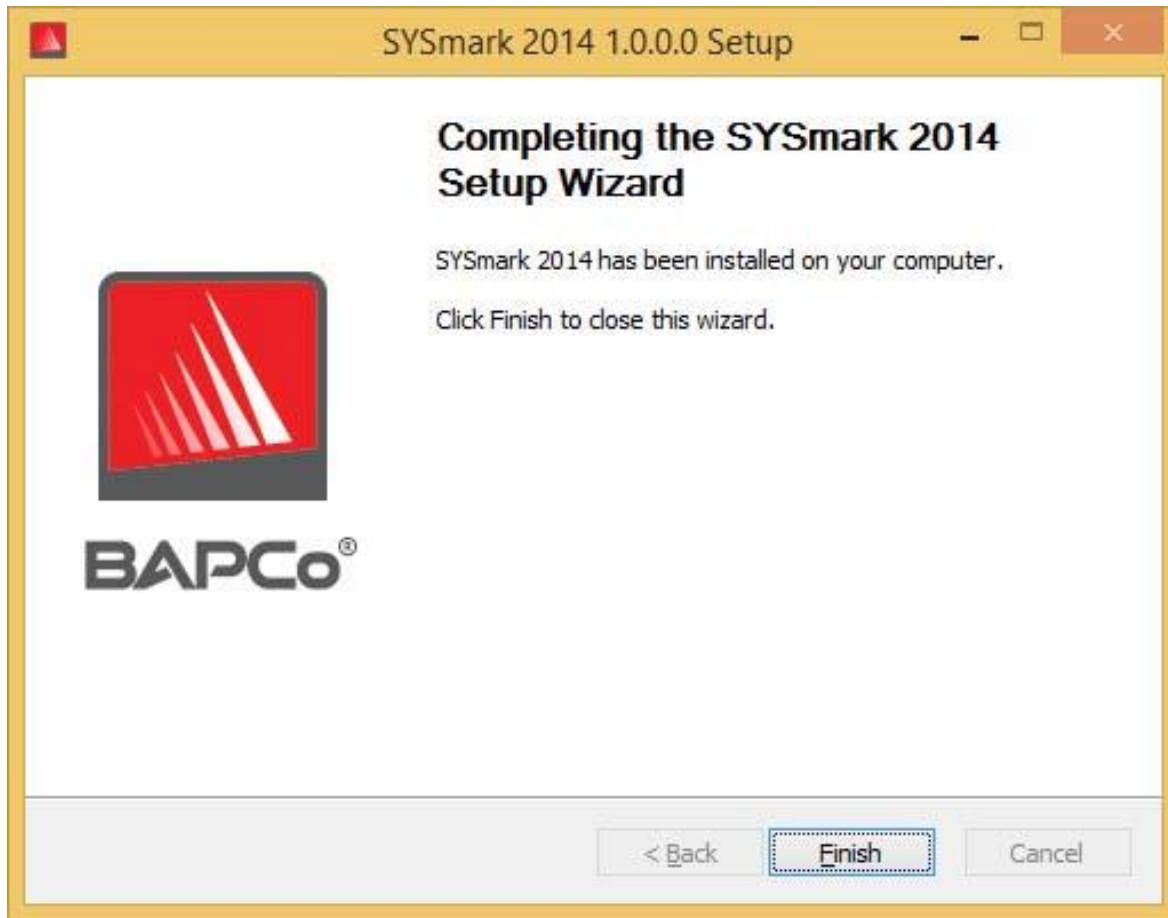 SYSmark 2014 1.0.0.0 Setup
Completing the SYSmark 2014
Setup Wizard
SYSmark 2014 has been installed on your computer.
Click Finish to close this wizard.
BAPCo®
< Back Finish Cancel